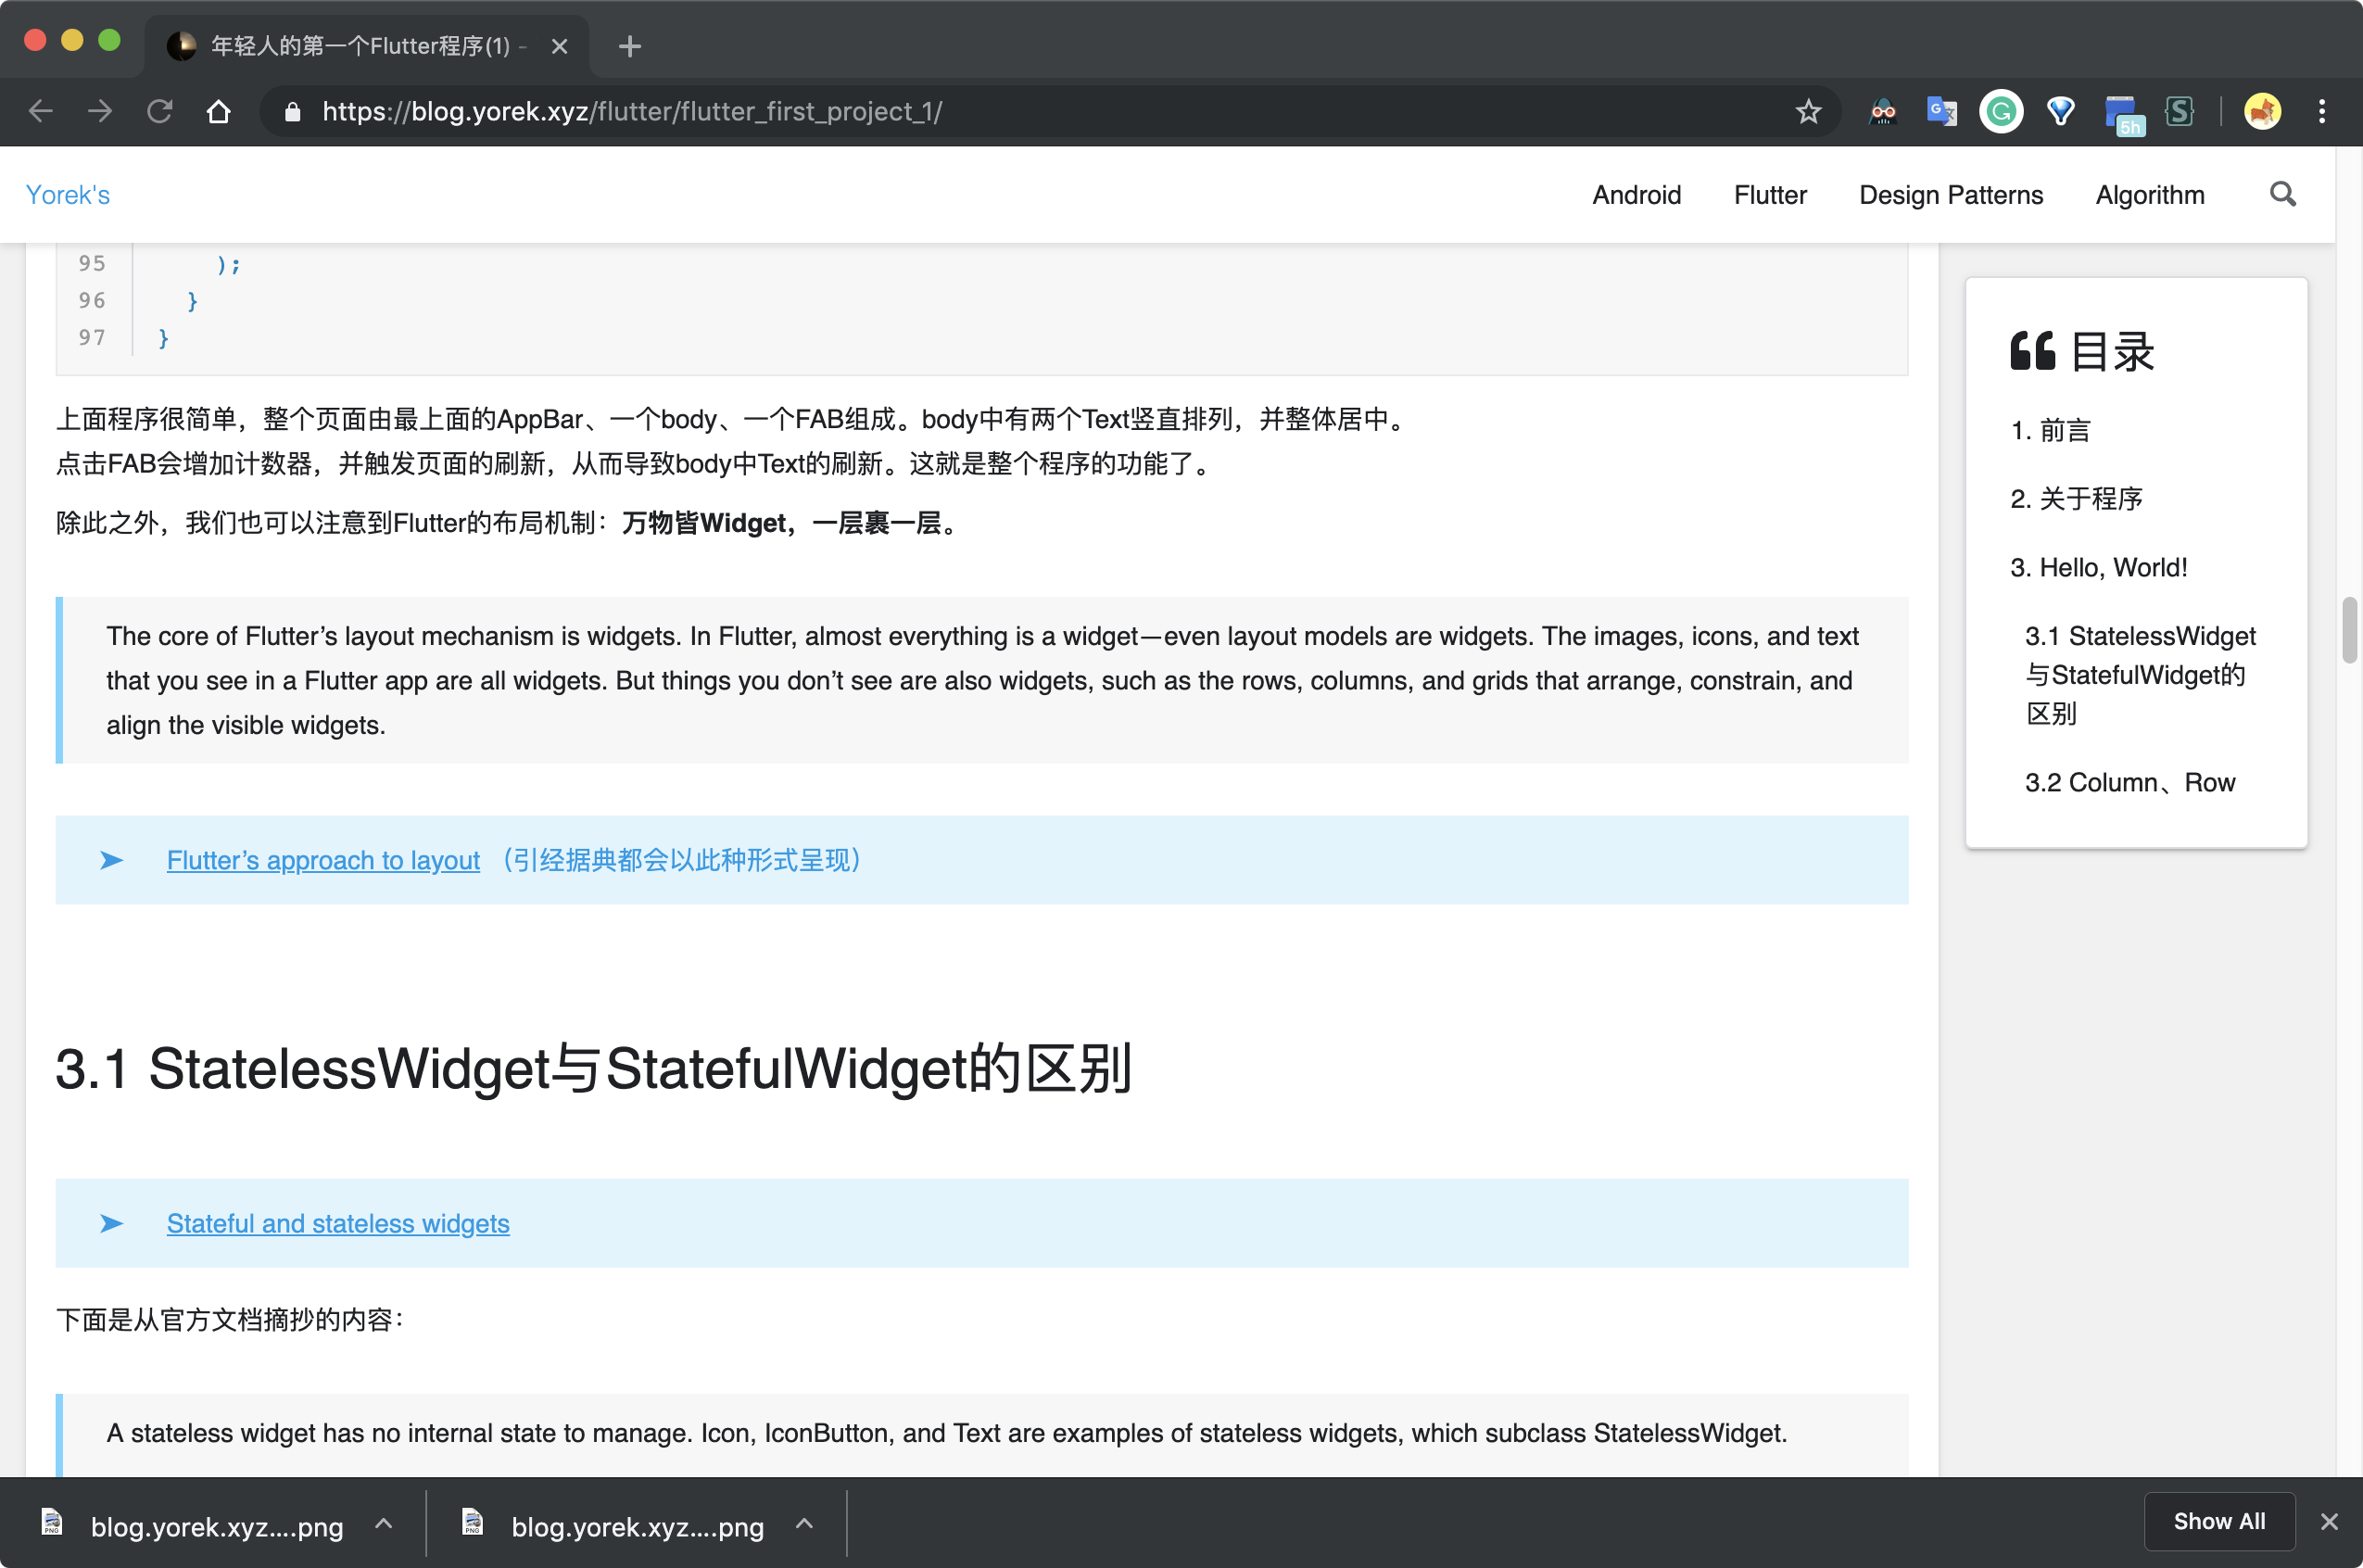 年轻人的第一个Flutter程序(1) -
https://blog.yorek.xyz/flutter/flutter_first_project_1/
5h
Yorek's
Android
Flutter
Design Patterns
Algorithm
95 );
96 }
97 }
上面程序很简单，整个页面由最上面的AppBar、一个body、一个FAB组成。body中有两个Text竖直排列，并整体居中。
点击FAB会增加计数器，并触发页面的刷新，从而导致body中Text的刷新。这就是整个程序的功能了。
除此之外，我们也可以注意到Flutter的布局机制：万物皆Widget，一层裹一层。
The core of Flutter’s layout mechanism is widgets. In Flutter, almost everything is a widget—even layout models are widgets. The images, icons, and text
that you see in a Flutter app are all widgets. But things you don’t see are also widgets, such as the rows, columns, and grids that arrange, constrain, and
align the visible widgets.
➤ Flutter’s approach to layout （引经据典都会以此种形式呈现）
3.1 StatelessWidget与StatefulWidget的区别
➤ Stateful and stateless widgets
下面是从官方文档摘抄的内容：
A stateless widget has no internal state to manage. Icon, IconButton, and Text are examples of stateless widgets, which subclass StatelessWidget.
目录
1. 前言
2. 关于程序
3. Hello, World!
3.1 StatelessWidget
与StatefulWidget的
区别
3.2 Column、Row
PNG
blog.yorek.xyz....png
PNG
blog.yorek.xyz....png
Show All